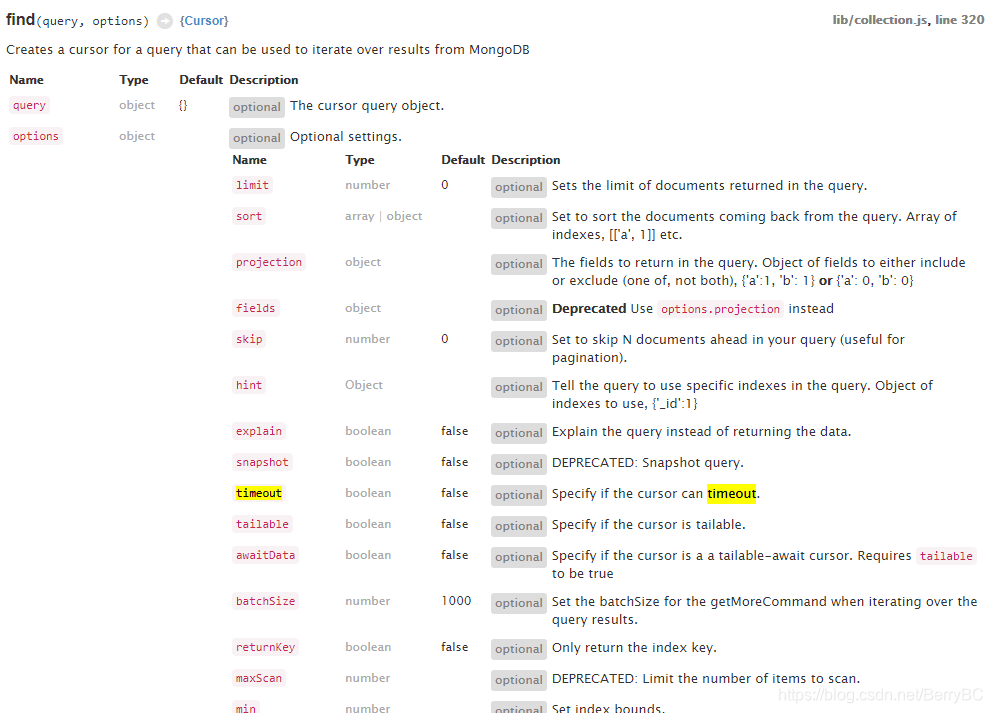 find(query, options) → {Cursor} lib/collection.js, line 320
Creates a cursor for a query that can be used to iterate over results from MongoDB
Name Type Default Description
query object {} optional The cursor query object.
options object optional Optional settings.
Name Type Default Description
limit number 0 optional Sets the limit of documents returned in the query.
sort array | object optional Set to sort the documents coming back from the query. Array of
indexes, [['a', 1]] etc.
projection object optional The fields to return in the query. Object of fields to either include
or exclude (one of, not both), {'a':1, 'b': 1} or {'a': 0, 'b': 0}
fields object optional Deprecated Use options.projection instead
skip number 0 optional Set to skip N documents ahead in your query (useful for
pagination).
hint Object optional Tell the query to use specific indexes in the query. Object of
indexes to use, {'_id':1}
explain boolean false optional Explain the query instead of returning the data.
snapshot boolean false optional DEPRECATED: Snapshot query.
timeout boolean false optional Specify if the cursor can timeout.
tailable boolean false optional Specify if the cursor is tailable.
awaitData boolean false optional Specify if the cursor is a a tailable-await cursor. Requires tailable
to be true
batchSize number 1000 optional Set the batchSize for the getMoreCommand when iterating over the
query results.
returnKey boolean false optional Only return the index key.
maxScan number optional DEPRECATED: Limit the number of items to scan.
https://blog.csdn.net/BerryBC
min number optional Set index bounds.